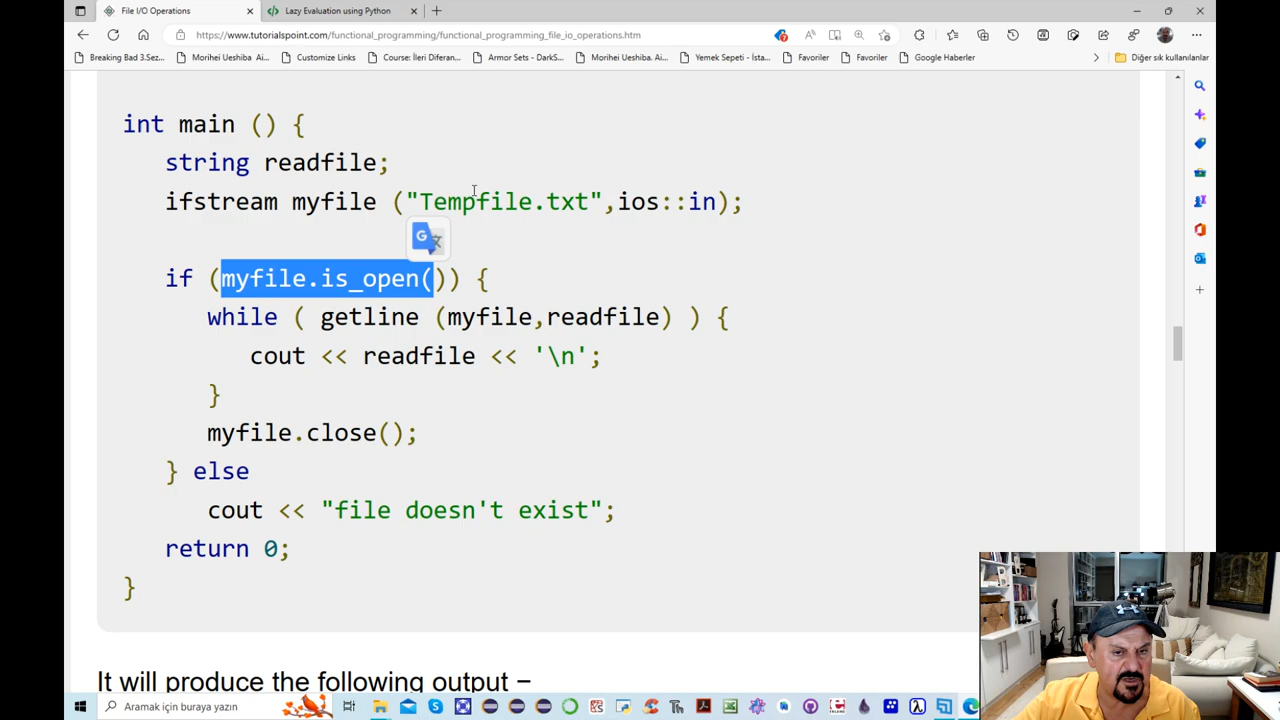 File I/O Operations
Lazy Evaluation using Python
https://www.tutorialspoint.com/functional_programming/functional_programming_file_io_operations.htm
Breaking Bad 3.Sez...
Morihei Ueshiba. Ai...
Customize Links
Course: İleri Diferan...
Armor Sets - DarkS...
Morihei Ueshiba. Ai...
Yemek Sepeti - İsta...
Favoriler
Favoriler
Google Haberler
Diğer sık kullanılanlar
int main () {
string readfile;
ifstream myfile ("Tempfile.txt",ios::in);
if (myfile.is_open()) {
while ( getline (myfile,readfile) ) {
cout << readfile << '\n';
}
myfile.close();
} else
cout << "file doesn't exist";
return 0;
}
It will produce the following output −
Aramak için buraya yazın